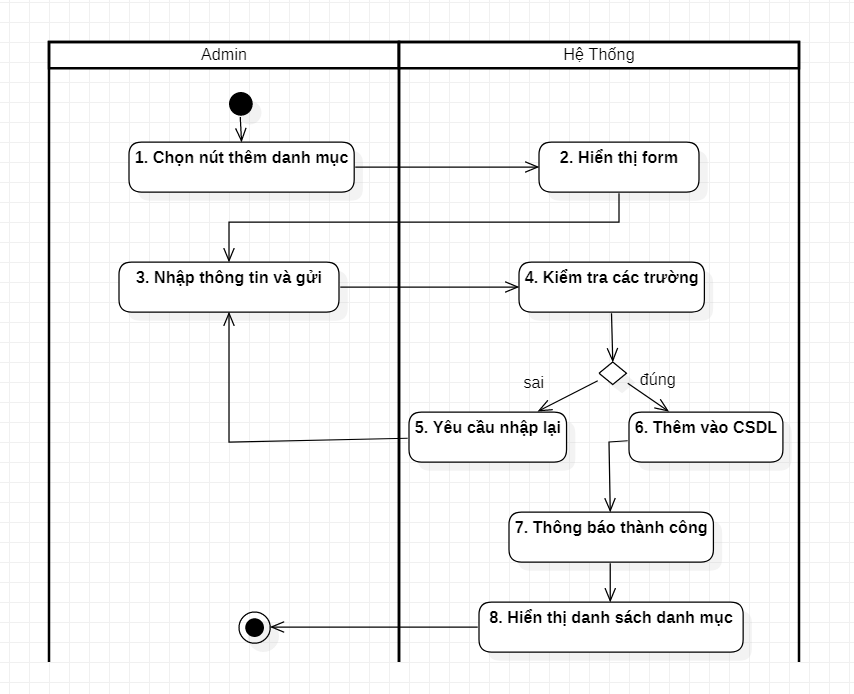 Admin
Hệ Thống
1. Chọn nút thêm danh mục
2. Hiển thị form
3. Nhập thông tin và gửi
4. Kiểm tra các trường
sai
đúng
5. Yêu cầu nhập lại
6. Thêm vào CSDL
7. Thông báo thành công
8. Hiển thị danh sách danh mục